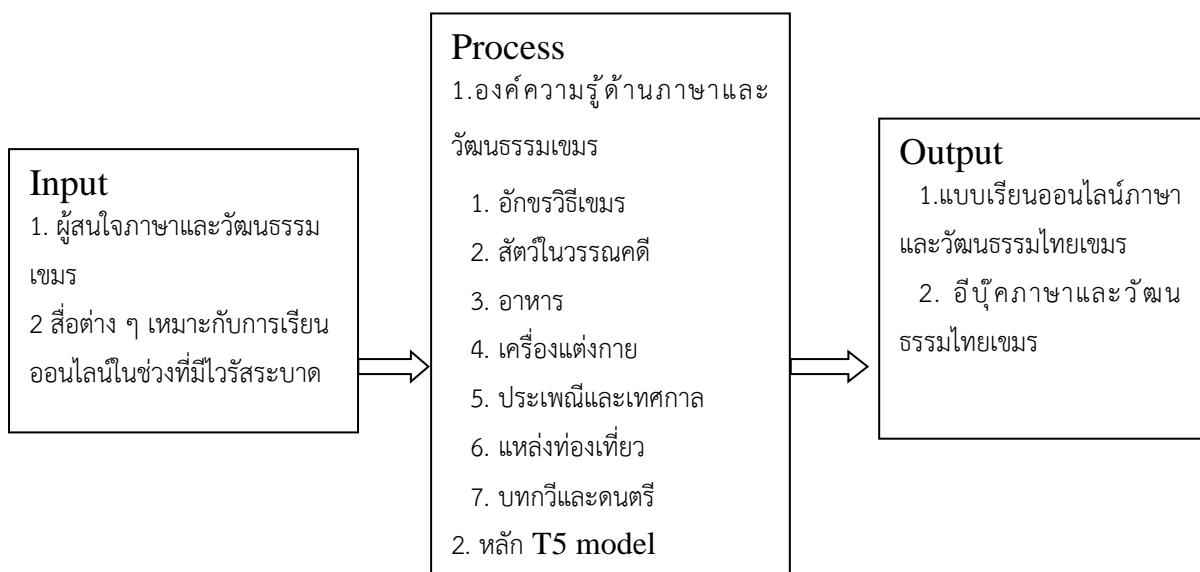 Input
1. ผู้สนใจภาษาและวัฒนธรรม
เขมร
2 สื่อต่าง ๆ เหมาะกับการเรียน
ออนไลน์ในช่วงที่มีไวรัสระบาด
Process
1.องค์ความรู้ด้านภาษาและ
วัฒนธรรมเขมร
1. อักขรวิธีเขมร
2. สัตว์ในวรรณคดี
3. อาหาร
4. เครื่องแต่งกาย
5. ประเพณีและเทศกาล
6. แหล่งท่องเที่ยว
7. บทกวีและดนตรี
2. หลัก T5 model
Output
1.แบบเรียนออนไลน์ภาษา
และวัฒนธรรมไทยเขมร
2. อีบุ๊คภาษาและวัฒน
ธรรมไทยเขมร